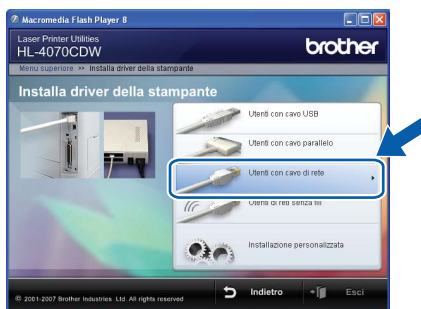 Macromedia Flash Player 8
Laser Printer Utilities
HL-4070CDW
brother
Menu superiore >> Installa driver della stampante
Installa driver della stampante
Utenti con cavo USB
Utenti con cavo parallelo
Utenti con cavo di rete
Utenti di reti senza fili
Installazione personalizzata
© 2001-2007 Brother Industries Ltd. All rights reserved
Indietro
Esci